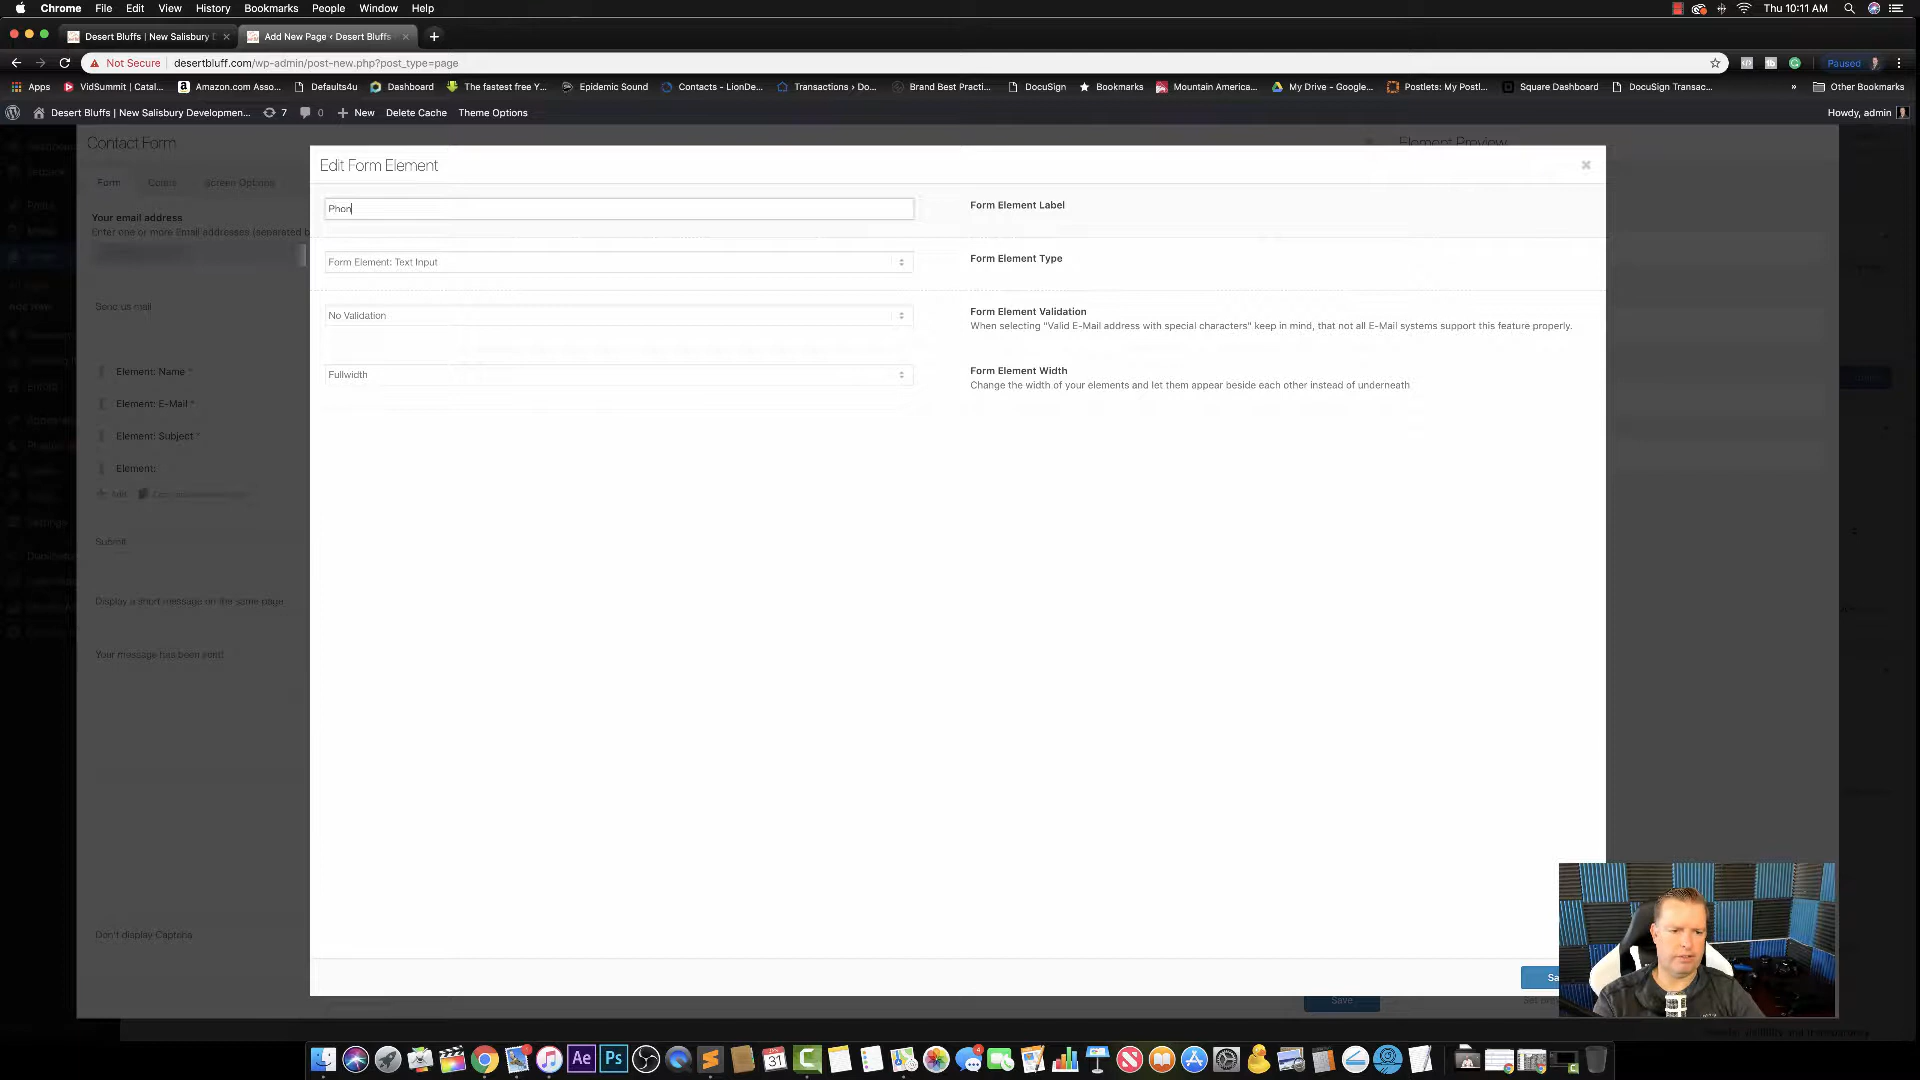 Chrome File Edit View History Bookmarks People Window Help Thu 10:11 AM
Desert Bluffs | New Salisbury D Add New Page ‹ Desert Bluffs
Not Secure desertbluff.com/wp-admin/post-new.php?post_type=page Paused
Apps VidSummit | Catal... Amazon.com Asso... Defaults4u Dashboard The fastest free Y... Epidemic Sound Contacts - LionDe... Transactions › Do... Brand Best Practi... DocuSign Bookmarks Mountain America... My Drive - Google... Postlets: My Postl... Square Dashboard DocuSign Transac... » Other Bookmarks
Desert Bluffs | New Salisbury Developmen... 7 0 New Delete Cache Theme Options Howdy, admin
Contact Form Element Preview
Edit Form Element
Form Colors Screen Options
Phon Form Element Label
Your email address
Enter one or more Email addresses (separated b
Form Element: Text Input Form Element Type
Send us mail
No Validation Form Element Validation
When selecting "Valid E-Mail address with special characters" keep in mind, that not all E-Mail systems support this feature properly.
Element: Name *
Fullwidth Form Element Width
Change the width of your elements and let them appear beside each other instead of underneath
Element: E-Mail *
Element: Subject *
Element:
Add
Settings
Submit
Display a short message on the same page
Your message has been sent!
Don't display Captcha
Sa
Save
31
Ae Ps